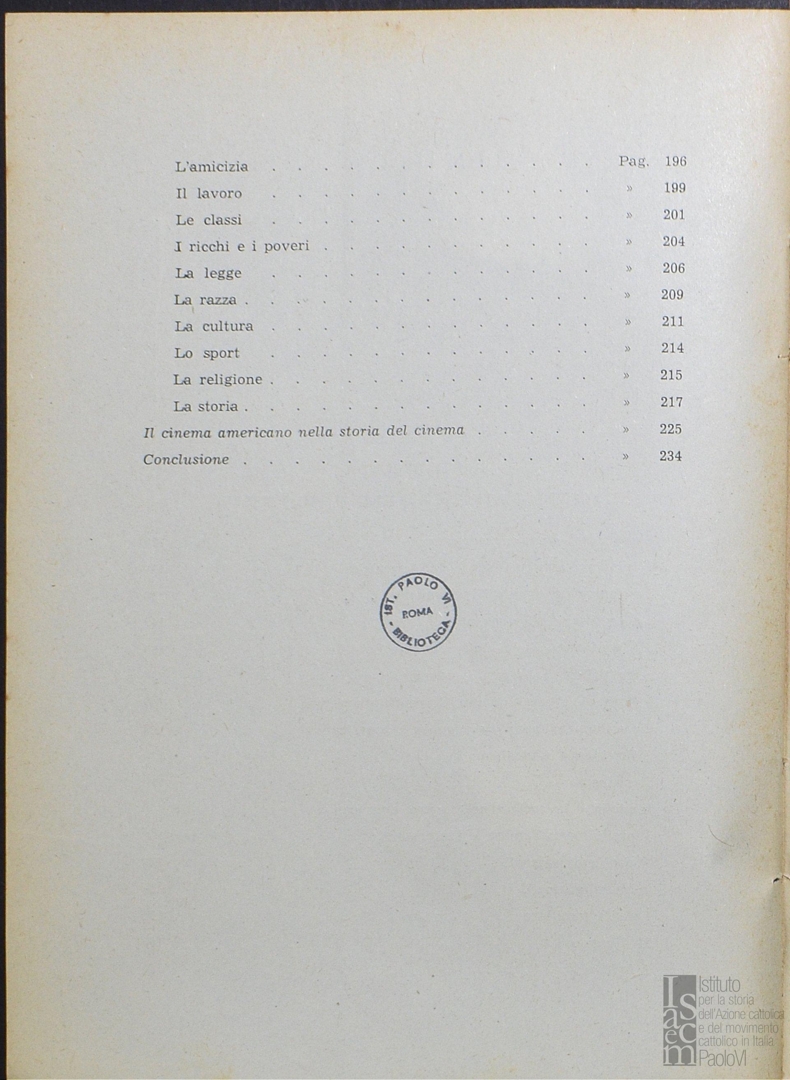 L'amicizia . . . . . . . . . . . . . Pag. 196
Il lavoro . . . . . . . . . . . . . » 199
Le classi . . . . . . . . . . . . . » 201
I ricchi e i poveri . . . . . . . . . . . » 204
La legge . . . . . . . . . . . . . » 206
La razza . . . . . . . . . . . . . . » 209
La cultura . . . . . . . . . . . . . » 211
Lo sport . . . . . . . . . . . . . » 214
La religione . . . . . . . . . . . . . » 215
La storia . . . . . . . . . . . . . . » 217
Il cinema americano nella storia del cinema . . . . . » 225
Conclusione . . . . . . . . . . . . . . » 234
IST. PAOLO VI
ROMA
- BIBLIOTECA -
Isacem
Istituto
per la storia
dell'Azione cattolica
e del movimento
cattolico in Italia
PaoloVI